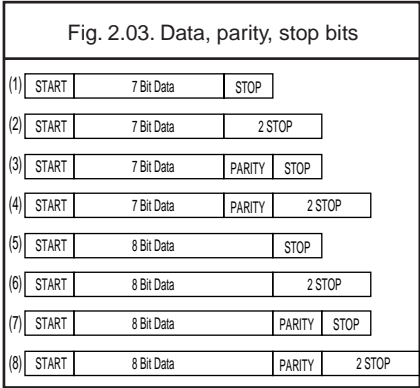 Fig. 2.03. Data, parity, stop bits
(1) START 7 Bit Data STOP
(2) START 7 Bit Data 2 STOP
(3) START 7 Bit Data PARITY STOP
(4) START 7 Bit Data PARITY 2 STOP
(5) START 8 Bit Data STOP
(6) START 8 Bit Data 2 STOP
(7) START 8 Bit Data PARITY STOP
(8) START 8 Bit Data PARITY 2 STOP